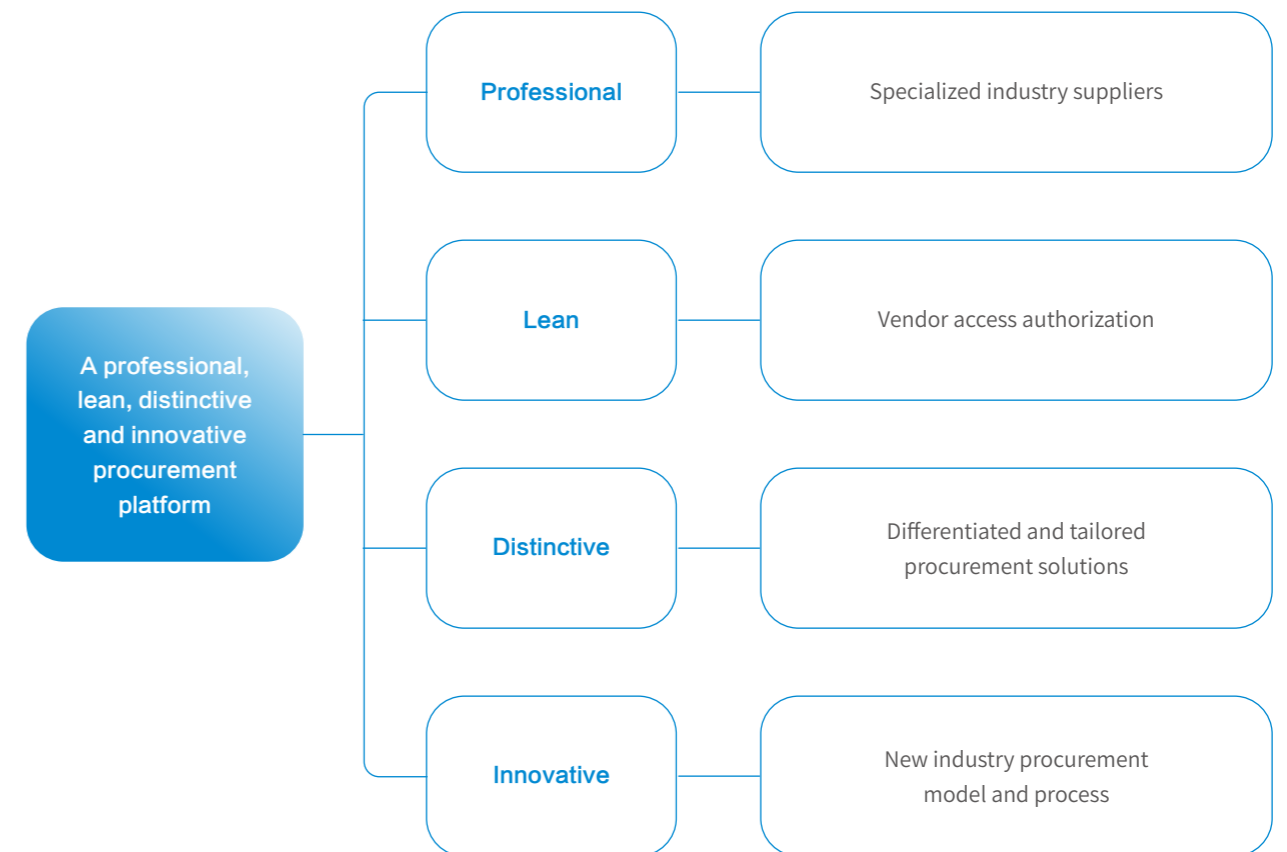 Professional
Specialized industry suppliers
Lean
Vendor access authorization
A professional,
lean, distinctive
and innovative
procurement
platform
Distinctive
Differentiated and tailored
procurement solutions
Innovative
New industry procurement
model and process